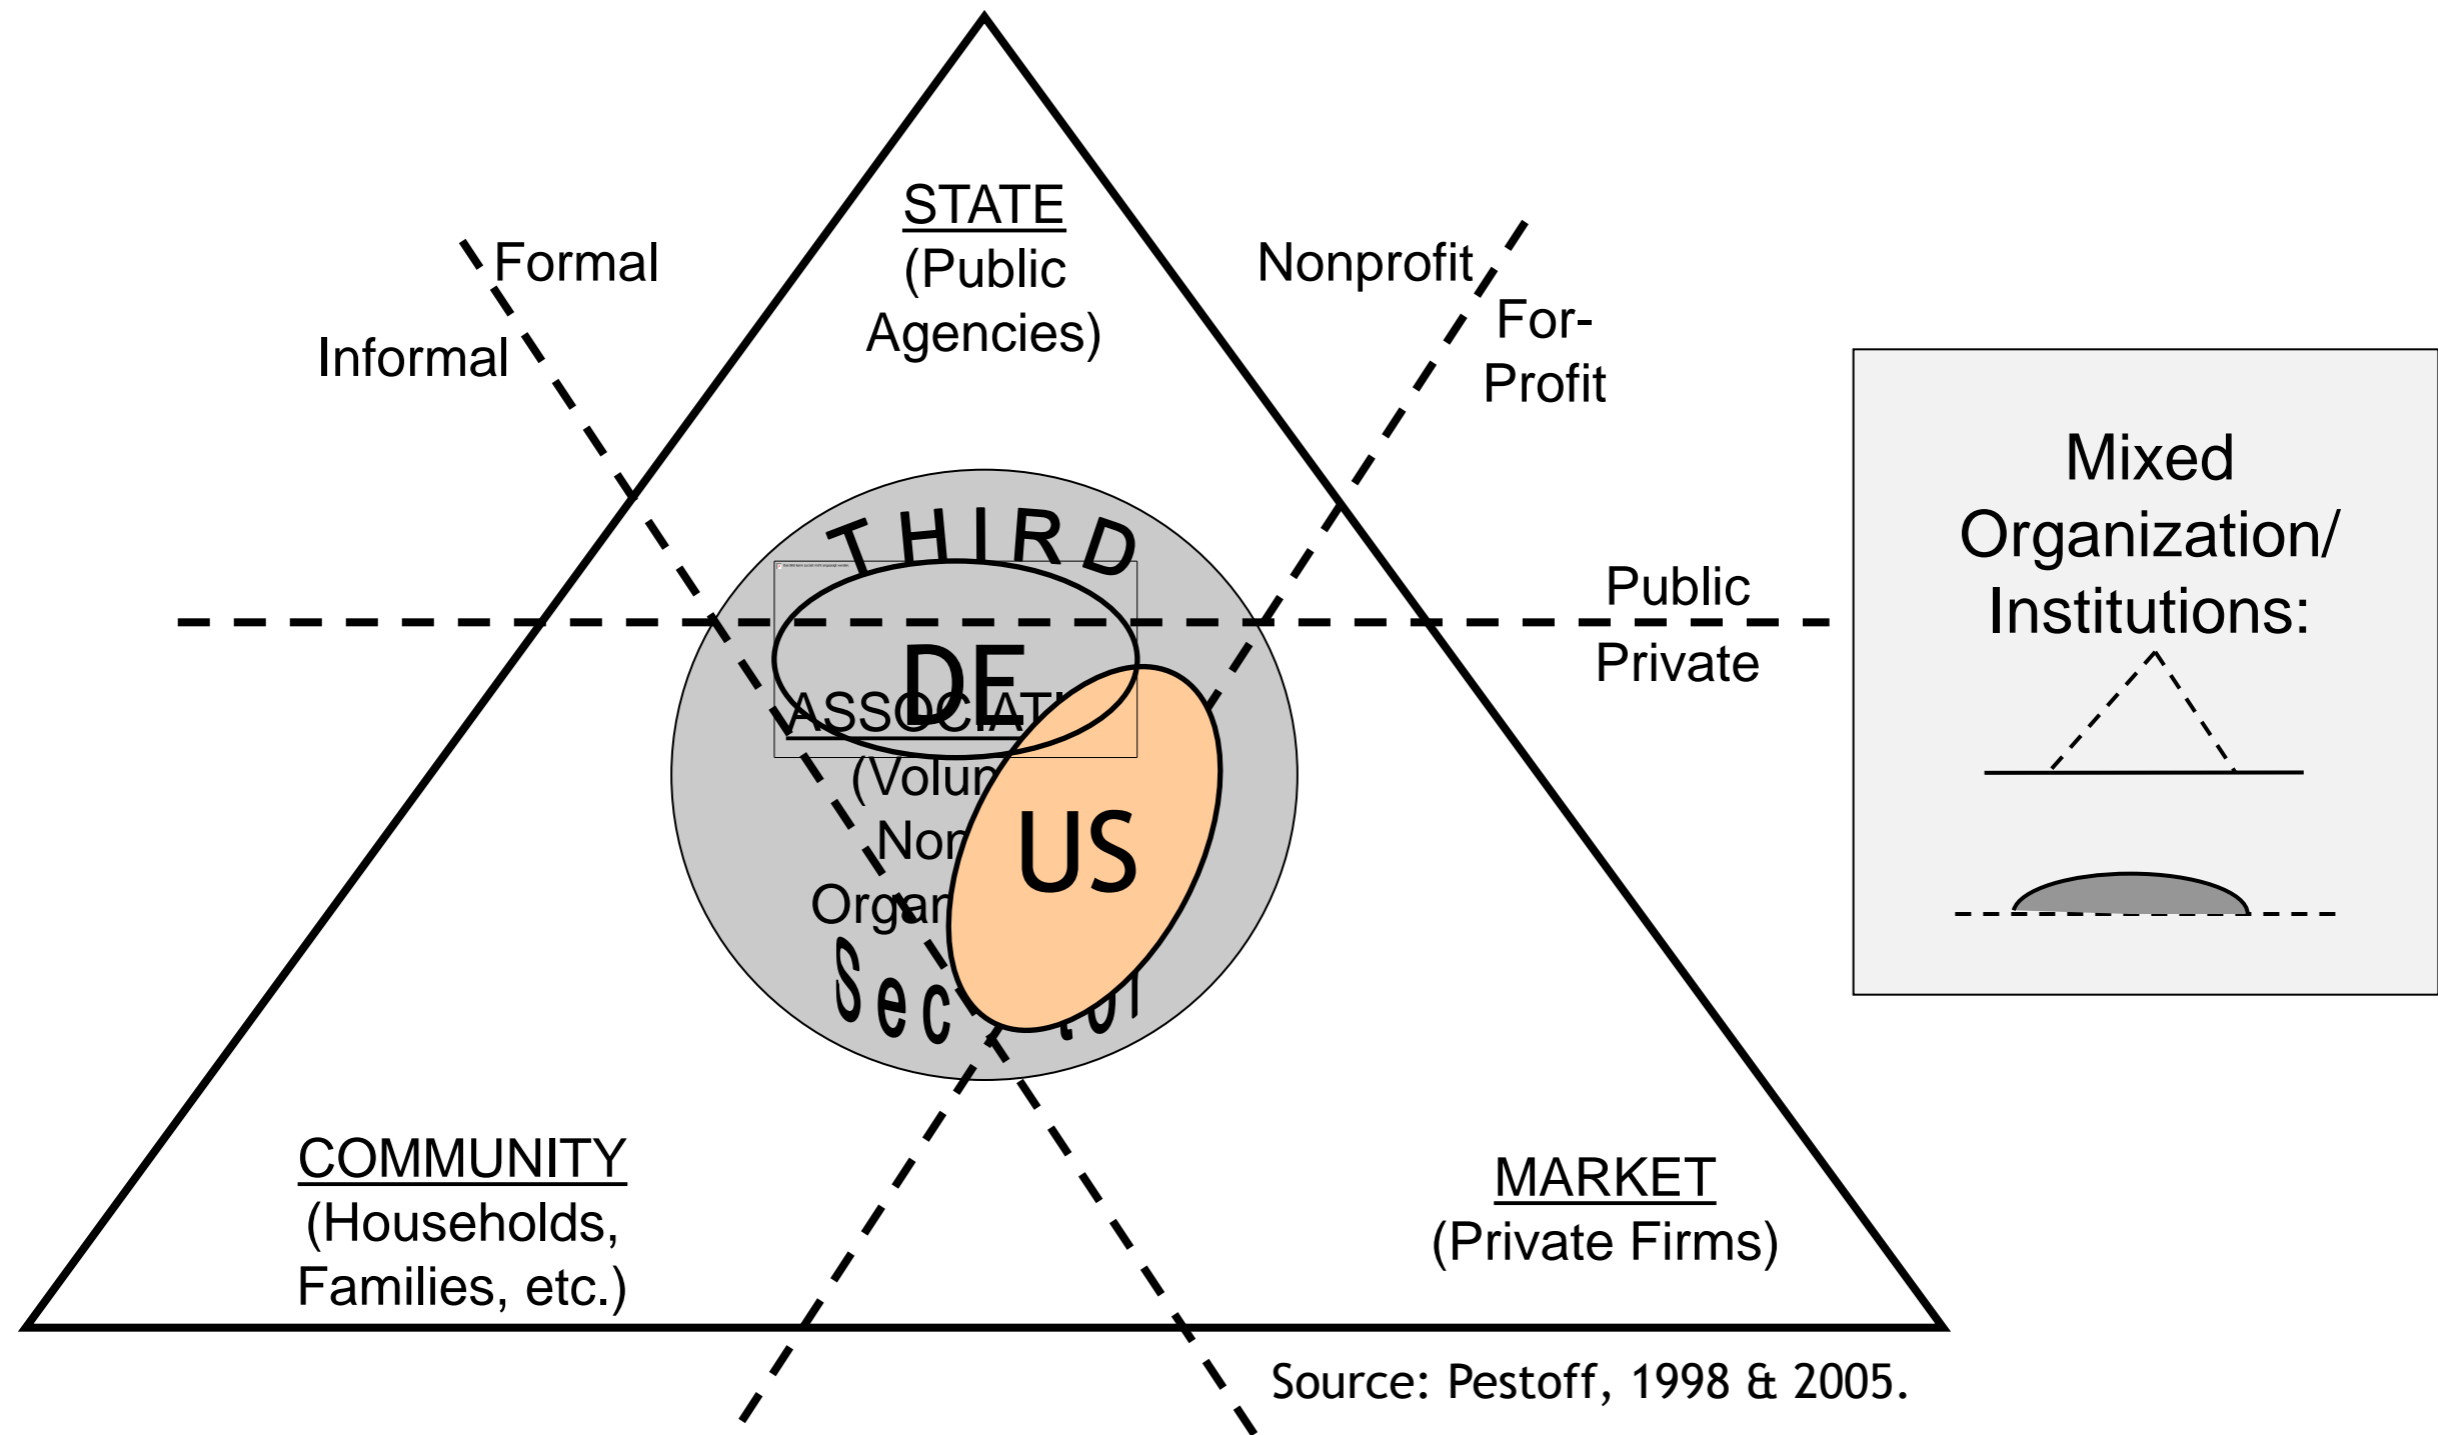 STATE
(Public
Agencies)
Formal
Informal
Nonprofit
For-
Profit
Public
Private
THIRD
DE
US
COMMUNITY
(Households,
Families, etc.)
MARKET
(Private Firms)
Mixed
Organization/
Institutions:
Source: Pestoff, 1998 & 2005.